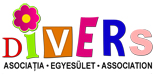 DIVERS
ASOCIAȚIA • EGYESÜLET • ASSOCIATION